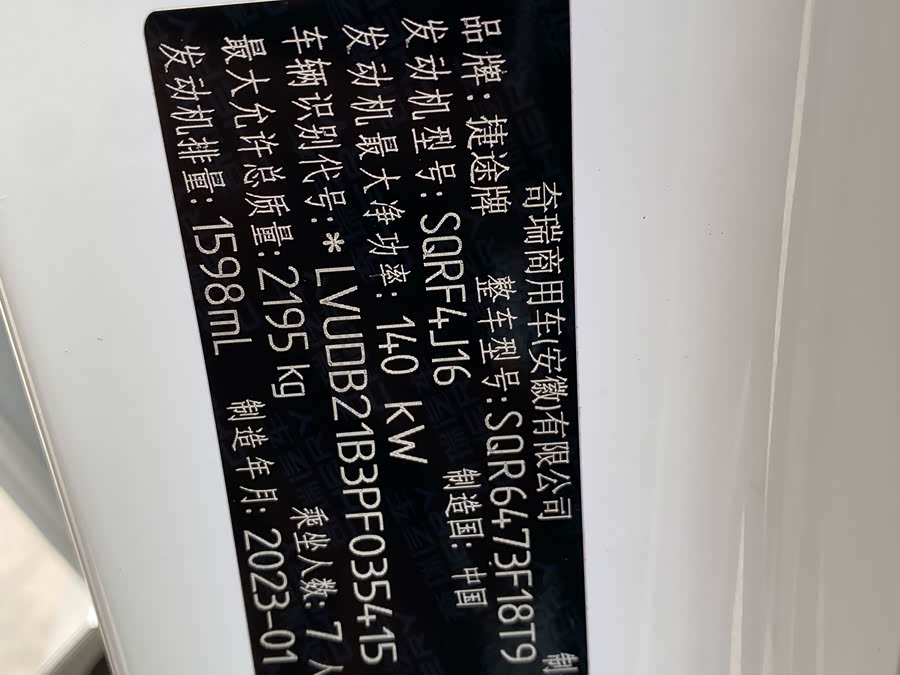 奇瑞商用车(安徽)有限公司 制
品牌: 捷途牌 整车型号: SQR6473F18T9
发动机型号: SQRF4J16 制造国: 中国
发动机最大净功率: 140 kW
车辆识别代号: * LVUDB21B3PF035415
最大允许总质量: 2195 kg 乘坐人数: 7 人
发动机排量: 1598mL 制造年月: 2023-01